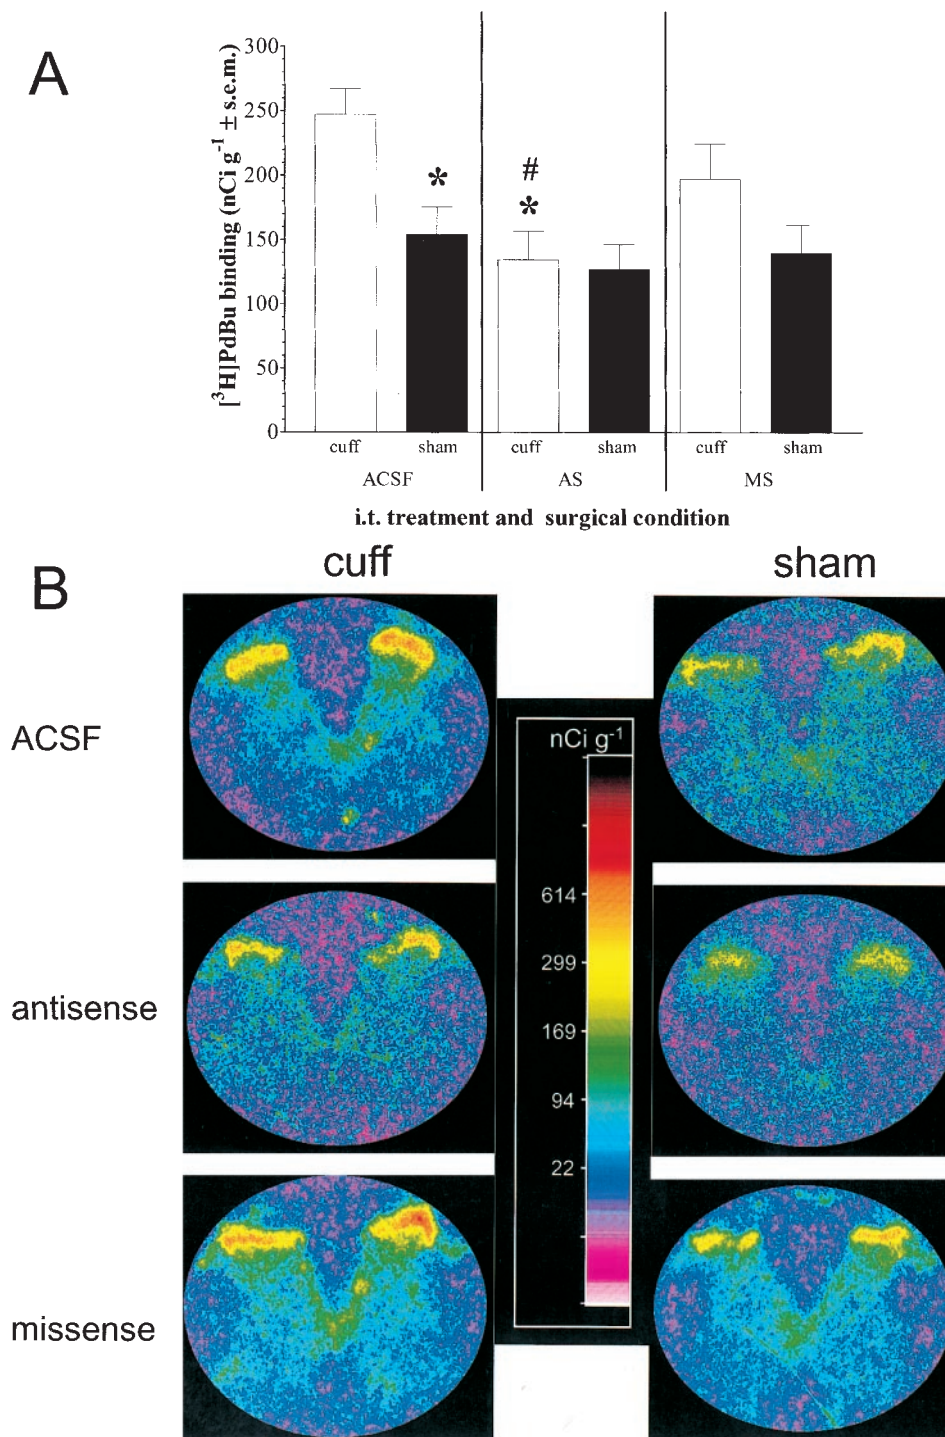 A
[³H]PdBu binding (nCi g⁻¹ ± s.e.m.)
300
250
200
150
100
50
0
*
#
*
cuff sham cuff sham cuff sham
ACSF AS MS
i.t. treatment and surgical condition
B
cuff sham
ACSF
antisense
missense
nCi g⁻¹
614
299
169
94
22